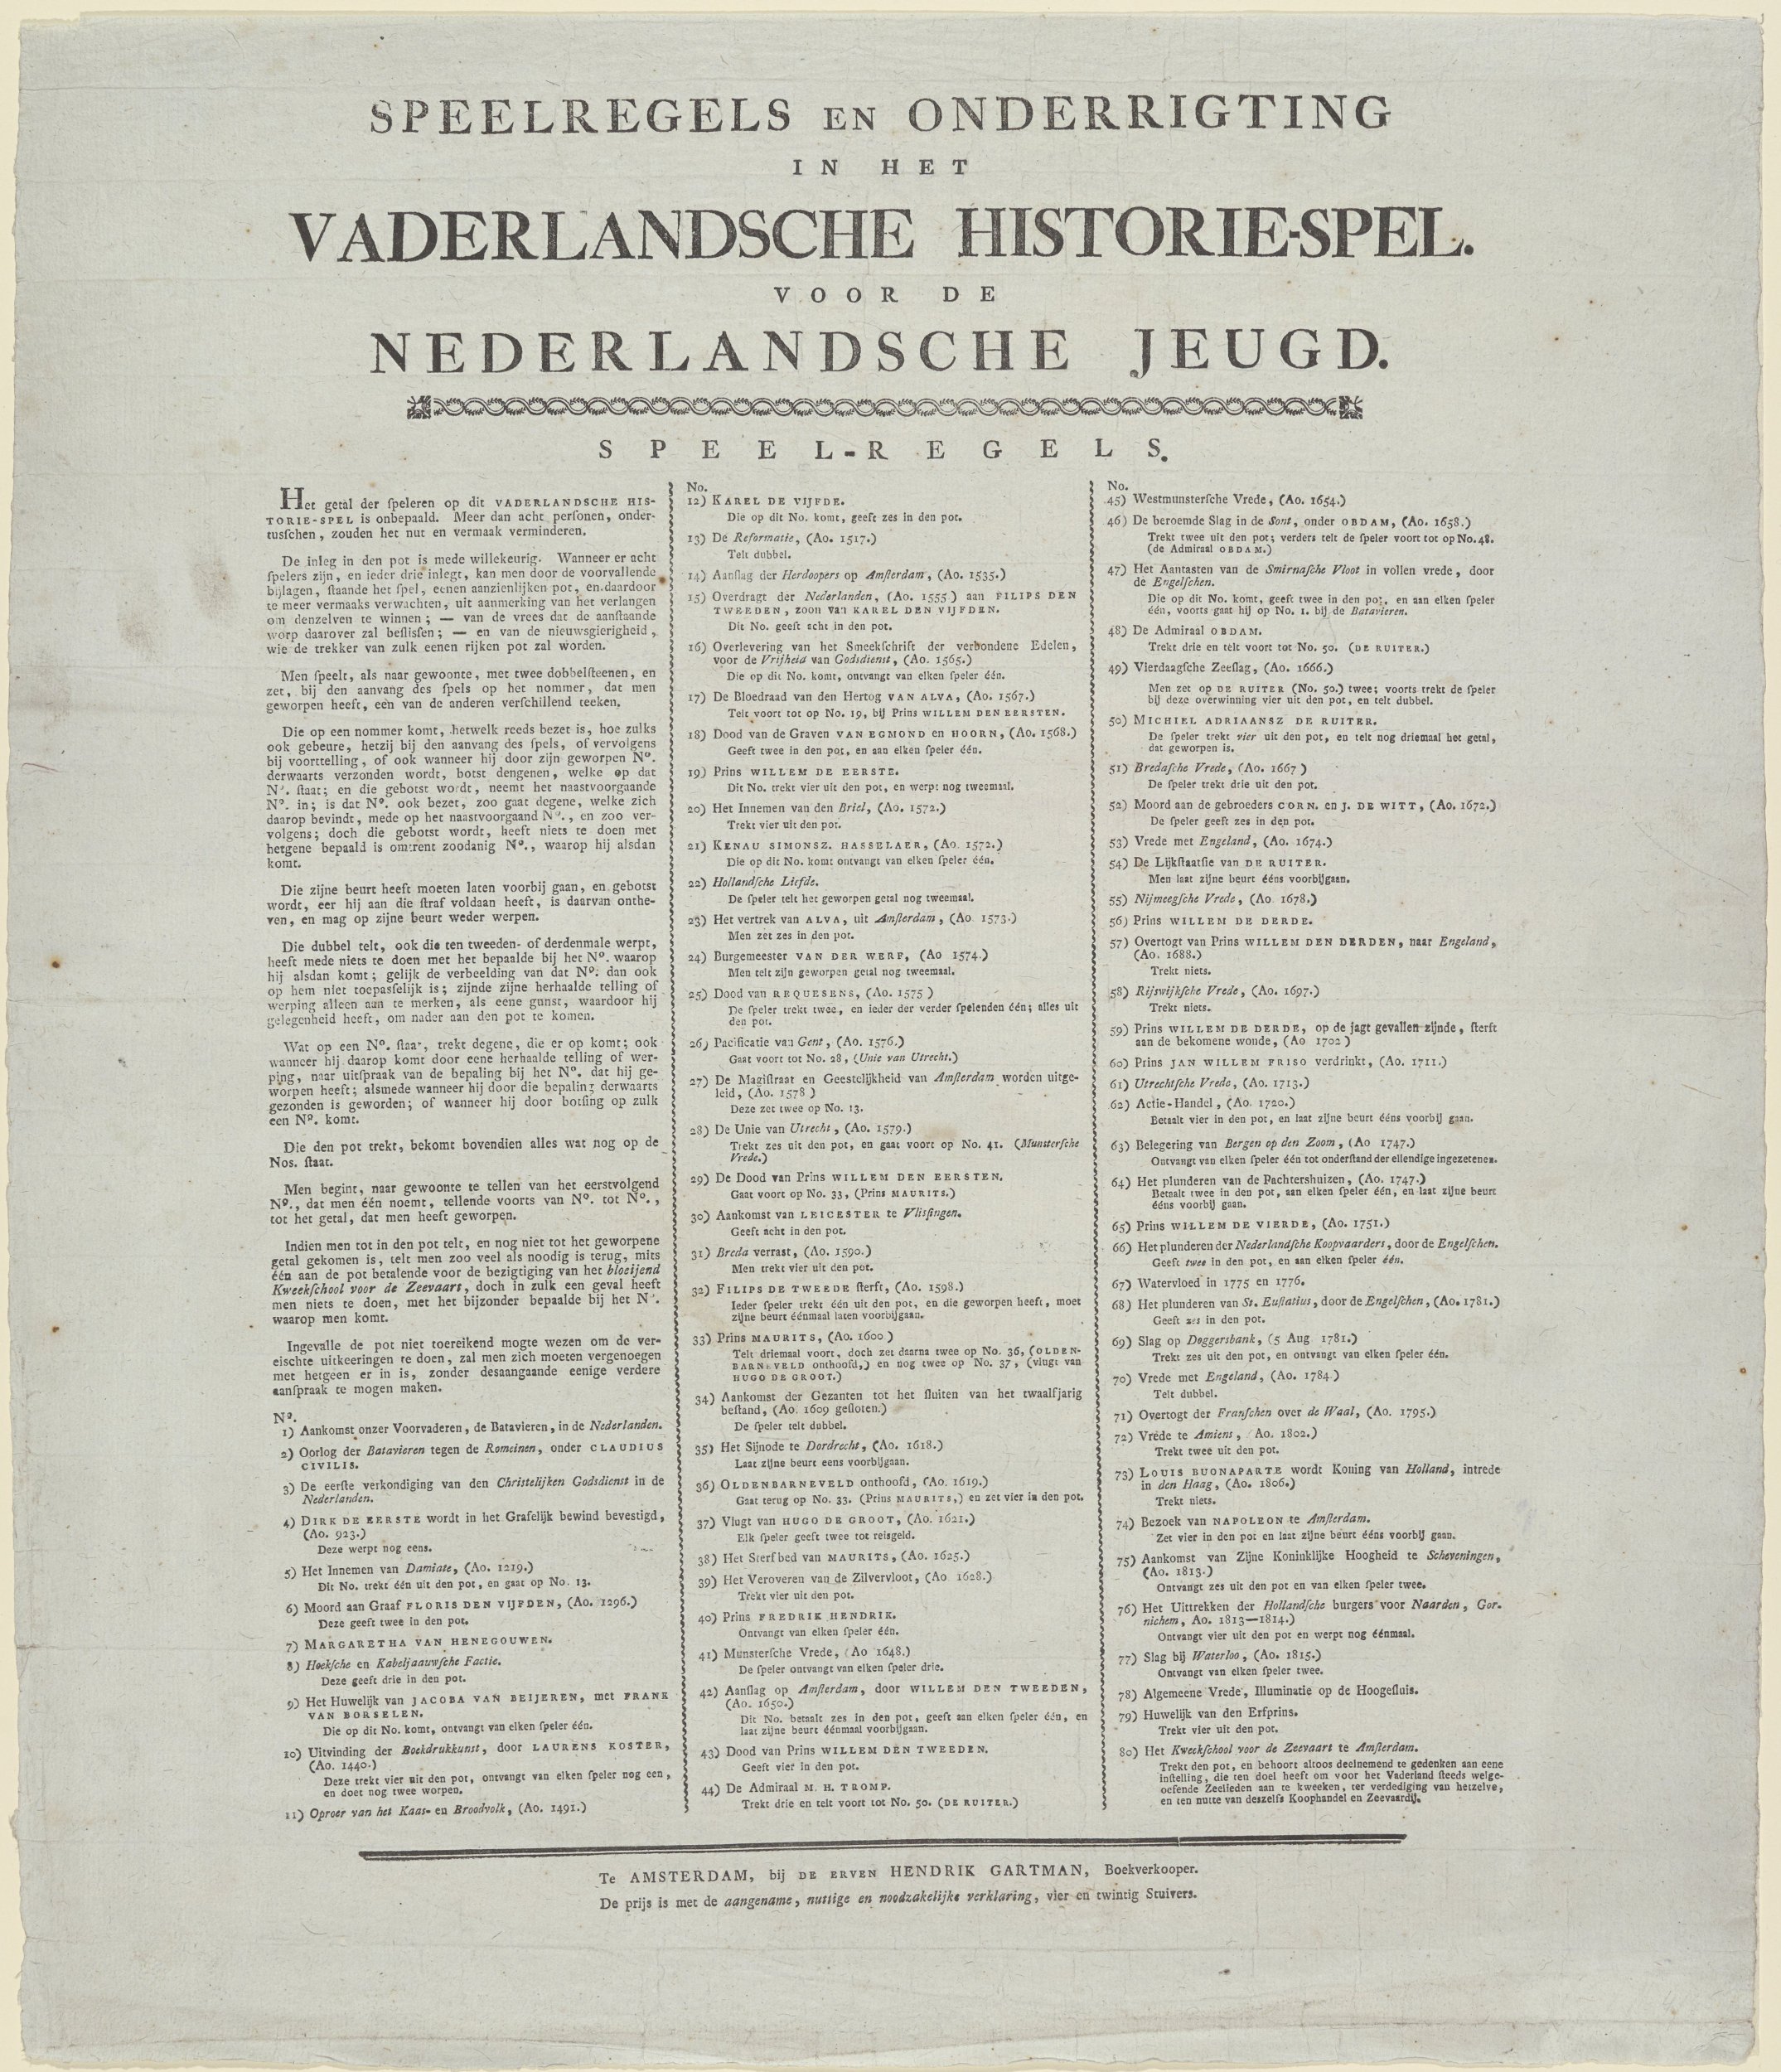 SPEELREGELS EN ONDERRIGTING
IN HET
VADERLANDSCHE HISTORIE-SPEL.
VOOR DE
NEDERLANDSCHE JEUGD.
SPEEL-REGELS.
Het getal der ſpeleren op dit VADERLANDSCHE HIS-
TORIE-SPEL is onbepaald. Meer dan acht perſonen, onder-
tusſchen, zouden het nut en vermaak verminderen.
De inleg in den pot is mede willekeurig. Wanneer er acht
ſpelers zijn, en ieder drie inlegt, kan men door de voorvallende
bijlagen, ſtaande het ſpel, eenen aanzienlijken pot, en daardoor
te meer vermaaks verwachten, uit aanmerking van het verlangen
om denzelven te winnen; — van de vrees dat de aanſtaande
worp daarover zal beſlisſen; — en van de nieuwsgierigheid,
wie de trekker van zulk eenen rijken pot zal worden.
Men ſpeelt, als naar gewoonte, met twee dobbelſteenen, en
zet, bij den aanvang des ſpels op het nommer, dat men
geworpen heeft, een van de anderen verſchillend teeken.
Die op een nommer komt, hetwelk reeds bezet is, hoe zulks
ook gebeure, hetzij bij den aanvang des ſpels, of vervolgens
bij voorttelling, of ook wanneer hij door zijn geworpen Nº.
derwaarts verzonden wordt, botst dengenen, welke op dat
Nº. ſtaat; en die gebotst wordt, neemt het naastvoorgaande
Nº. in; is dat Nº. ook bezet, zoo gaat degene, welke zich
daarop bevindt, mede op het naastvoorgaand Nº., en zoo ver-
volgens; doch die gebotst wordt, heeft niets te doen met
hetgene bepaald is omtrent zoodanig Nº., waarop hij alsdan
komt.
Die zijne beurt heeft moeten laten voorbij gaan, en gebotst
wordt, eer hij aan die ſtraf voldaan heeft, is daarvan onthe-
ven, en mag op zijne beurt weder werpen.
Die dubbel telt, ook die ten tweeden- of derdenmale werpt,
heeft mede niets te doen met het bepaalde bij het Nº. waarop
hij alsdan komt; gelijk de verbeelding van dat Nº. dan ook
op hem niet toepasſelijk is; zijnde zijne herhaalde telling of
werping alleen aan te merken, als eene gunst, waardoor hij
gelegenheid heeft, om nader aan den pot te komen.
Wat op een Nº. ſtaat, trekt degene, die er op komt; ook
wanneer hij daarop komt door eene herhaalde telling of wer-
ping, naar uitſpraak van de bepaling bij het Nº. dat hij ge-
worpen heeft; alsmede wanneer hij door die bepaling derwaarts
gezonden is geworden; of wanneer hij door botſing op zulk
een Nº. komt.
Die den pot trekt, bekomt bovendien alles wat nog op de
Nos. ſtaat.
Men begint, naar gewoonte te tellen van het eerstvolgend
Nº., dat men één noemt, tellende voorts van Nº. tot Nº.,
tot het getal, dat men heeft geworpen.
Indien men tot in den pot telt, en nog niet tot het geworpene
getal gekomen is, telt men zoo veel als noodig is terug, mits
één aan de pot betalende voor de bezigtiging van het bloeijend
Kweekſchool voor de Zeevaart, doch in zulk een geval heeft
men niets te doen, met het bijzonder bepaalde bij het Nº.
waarop men komt.
Ingevalle de pot niet toereikend mogte wezen om de ver-
eischte uitkeeringen te doen, zal men zich moeten vergenoegen
met hetgeen er in is, zonder desaangaande eenige verdere
aanſpraak te mogen maken.
Nº.
1) Aankomst onzer Voorvaderen, de Batavieren, in de Nederlanden.
2) Oorlog der Batavieren tegen de Romeinen, onder CLAUDIUS
CIVILIS.
3) De eerſte verkondiging van den Christelijken Godsdienst in de
Nederlanden.
4) DIRK DE EERSTE wordt in het Grafelijk bewind bevestigd,
(Ao. 923.)
Deze werpt nog eens.
5) Het Innemen van Damiate, (Ao. 1219.)
Dit No. trekt één uit den pot, en gaat op No. 13.
6) Moord aan Graaf FLORIS DEN VIJFDEN, (Ao. 1296.)
Deze geeft twee in den pot.
7) MARGARETHA VAN HENEGOUWEN.
8) Hoekſche en Kabeljaauwſche Factie.
Deze geeft drie in den pot.
9) Het Huwelijk van JACOBA VAN BEIJEREN, met FRANK
VAN BORSELEN.
Die op dit No. komt, ontvangt van elken ſpeler één.
10) Uitvinding der Boekdrukkunst, door LAURENS KOSTER,
(Ao. 1440.)
Deze trekt vier uit den pot, ontvangt van elken ſpeler nog een,
en doet nog twee worpen.
11) Oproer van het Kaas- en Broodvolk, (Ao. 1491.)
No.
12) KAREL DE VIJFDE.
Die op dit No. komt, geeft zes in den pot.
13) De Reformatie, (Ao. 1517.)
Telt dubbel.
14) Aanſlag der Herdoopers op Amſterdam, (Ao. 1535.)
15) Overdragt der Nederlanden, (Ao. 1555) aan FILIPS DEN
TWEEDEN, zoon van KAREL DEN VIJFDEN.
Dit No. geeft acht in den pot.
16) Overlevering van het Smeekſchrift der verbondene Edelen,
voor de Vrijheid van Godsdienst, (Ao. 1565.)
Die op dit No. komt, ontvangt van elken ſpeler één.
17) De Bloedraad van den Hertog VAN ALVA, (Ao. 1567.)
Telt voort tot op No. 19, bij Prins WILLEM DEN EERSTEN.
18) Dood van de Graven VAN EGMOND en HOORN, (Ao. 1568.)
Geeft twee in den pot, en aan elken ſpeler één.
19) Prins WILLEM DE EERSTE.
Dit No. trekt vier uit den pot, en werpt nog tweemaal.
20) Het Innemen van den Briel, (Ao. 1572.)
Trekt vier uit den pot.
21) KENAU SIMONSZ. HASSELAER, (Ao. 1572.)
Die op dit No. komt ontvangt van elken ſpeler één.
22) Hollandſche Liefde.
De ſpeler telt het geworpen getal nog tweemaal.
23) Het vertrek van ALVA, uit Amſterdam, (Ao. 1573.)
Men zet zes in den pot.
24) Burgemeester VAN DER WERF, (Ao 1574.)
Men telt zijn geworpen getal nog tweemaal.
25) Dood van REQUESENS, (Ao. 1575)
De ſpeler trekt twee, en ieder der verder ſpelenden één; alles uit
den pot.
26) Pacificatie van Gent, (Ao. 1576.)
Gaat voort tot No. 28, (Unie van Utrecht.)
27) De Magiſtraat en Geestelijkheid van Amſterdam worden uitge-
leid, (Ao. 1578)
Deze zet twee op No. 13.
28) De Unie van Utrecht, (Ao. 1579.)
Trekt zes uit den pot, en gaat voort op No. 41. (Munsterſche
Vrede.)
29) De Dood van Prins WILLEM DEN EERSTEN.
Gaat voort op No. 33, (Prins MAURITS.)
30) Aankomst van LEICESTER te Vlisſingen.
Geeft acht in den pot.
31) Breda verrast, (Ao. 1590.)
Men trekt vier uit den pot.
32) FILIPS DE TWEEDE ſterft, (Ao. 1598.)
Ieder ſpeler trekt één uit den pot, en die geworpen heeft, moet
zijne beurt éénmaal laten voorbijgaan.
33) Prins MAURITS, (Ao. 1600)
Telt driemaal voort, doch zet daarna twee op No. 36, (OLDEN-
BARNEVELD onthoofd,) en nog twee op No. 37, (vlugt van
HUGO DE GROOT.)
34) Aankomst der Gezanten tot het ſluiten van het twaalfjarig
beſtand, (Ao. 1609 geſloten.)
De ſpeler telt dubbel.
35) Het Sijnode te Dordrecht, (Ao. 1618.)
Laat zijne beurt eens voorbijgaan.
36) OLDENBARNEVELD onthoofd, (Ao. 1619.)
Gaat terug op No. 33. (Prins MAURITS,) en zet vier in den pot.
37) Vlugt van HUGO DE GROOT, (Ao. 1621.)
Elk ſpeler geeft twee tot reisgeld.
38) Het Sterfbed van MAURITS, (Ao. 1625.)
39) Het Veroveren van de Zilvervloot, (Ao 1628.)
Trekt vier uit den pot.
40) Prins FREDRIK HENDRIK.
Ontvangt van elken ſpeler één.
41) Munsterſche Vrede, (Ao 1648.)
De ſpeler ontvangt van elken ſpeler drie.
42) Aanſlag op Amſterdam, door WILLEM DEN TWEEDEN,
(Ao. 1650.)
Dit No. betaalt zes in den pot, geeft aan elken ſpeler één, en
laat zijne beurt éénmaal voorbijgaan.
43) Dood van Prins WILLEM DEN TWEEDEN.
Geeft vier in den pot.
44) De Admiraal M. H. TROMP.
Trekt drie en telt voort tot No. 50. (DE RUITER.)
No.
45) Westmunsterſche Vrede, (Ao. 1654.)
46) De beroemde Slag in de Sont, onder OBDAM, (Ao. 1658.)
Trekt twee uit den pot; verders telt de ſpeler voort tot op No. 48.
(de Admiraal OBDAM.)
47) Het Aantasten van de Smirnaſche Vloot in vollen vrede, door
de Engelſchen.
Die op dit No. komt, geeft twee in den pot, en aan elken ſpeler
één, voorts gaat hij op No. 1. bij de Batavieren.
48) De Admiraal OBDAM.
Trekt drie en telt voort tot No. 50. (DE RUITER.)
49) Vierdaagſche Zeeſlag, (Ao. 1666.)
Men zet op DE RUITER (No. 50.) twee; voorts trekt de ſpeler
bij deze overwinning vier uit den pot, en telt dubbel.
50) MICHIEL ADRIAANSZ DE RUITER.
De ſpeler trekt vier uit den pot, en telt nog driemaal het getal,
dat geworpen is.
51) Bredaſche Vrede, (Ao. 1667)
De ſpeler trekt drie uit den pot.
52) Moord aan de gebroeders CORN. en J. DE WITT, (Ao. 1672.)
De ſpeler geeft zes in den pot.
53) Vrede met Engeland, (Ao. 1674.)
54) De Lijkſtaatſie van DE RUITER.
Men laat zijne beurt ééns voorbijgaan.
55) Nijmeegſche Vrede, (Ao. 1678.)
56) Prins WILLEM DE DERDE.
57) Overtogt van Prins WILLEM DEN DERDEN, naar Engeland,
(Ao. 1688.)
Trekt niets.
58) Rijswijkſche Vrede, (Ao. 1697.)
Trekt niets.
59) Prins WILLEM DE DERDE, op de jagt gevallen zijnde, ſterft
aan de bekomene wonde, (Ao 1702)
60) Prins JAN WILLEM FRISO verdrinkt, (Ao. 1711.)
61) Utrechtſche Vrede, (Ao. 1713.)
62) Actie-Handel, (Ao. 1720.)
Betaalt vier in den pot, en laat zijne beurt ééns voorbij gaan.
63) Belegering van Bergen op den Zoom, (Ao 1747.)
Ontvangt van elken ſpeler één tot onderſtand der ellendige ingezetenen.
64) Het plunderen van de Pachtershuizen, (Ao. 1747.)
Betaalt twee in den pot, aan elken ſpeler één, en laat zijne beurt
ééns voorbij gaan.
65) Prins WILLEM DE VIERDE, (Ao. 1751.)
66) Het plunderen der Nederlandſche Koopvaarders, door de Engelſchen.
Geeft twee in den pot, en aan elken ſpeler één.
67) Watervloed in 1775 en 1776.
68) Het plunderen van St. Euſtatius, door de Engelſchen, (Ao. 1781.)
Geeft zes in den pot.
69) Slag op Doggersbank, (5 Aug 1781.)
Trekt zes uit den pot, en ontvangt van elken ſpeler één.
70) Vrede met Engeland, (Ao. 1784.)
Telt dubbel.
71) Overtogt der Franſchen over de Waal, (Ao. 1795.)
72) Vrede te Amiens, Ao. 1802.)
Trekt twee uit den pot.
73) LOUIS BUONAPARTE wordt Koning van Holland, intrede
in den Haag, (Ao. 1806.)
Trekt niets.
74) Bezoek van NAPOLEON te Amſterdam.
Zet vier in den pot en laat zijne beurt ééns voorbij gaan.
75) Aankomst van Zijne Koninklijke Hoogheid te Scheveningen,
(Ao. 1813.)
Ontvangt zes uit den pot en van elken ſpeler twee.
76) Het Uittrekken der Hollandſche burgers voor Naarden, Gor-
nichem, Ao. 1813—1814.)
Ontvangt vier uit den pot en werpt nog éénmaal.
77) Slag bij Waterloo, (Ao. 1815.)
Ontvangt van elken ſpeler twee.
78) Algemeene Vrede, Illuminatie op de Hoogeſluis.
79) Huwelijk van den Erfprins.
Trekt vier uit den pot.
80) Het Kweekſchool voor de Zeevaart te Amſterdam.
Trekt den pot, en behoort altoos deelnemend te gedenken aan eene
inſtelling, die ten doel heeft om voor het Vaderland ſteeds welge-
oefende Zeelieden aan te kweeken, ter verdediging van hetzelve,
en ten nutte van deszelfs Koophandel en Zeevaardij.
Te AMSTERDAM, bij DE ERVEN HENDRIK GARTMAN, Boekverkooper.
De prijs is met de aangename, nuttige en noodzakelijke verklaring, vier en twintig Stuivers.